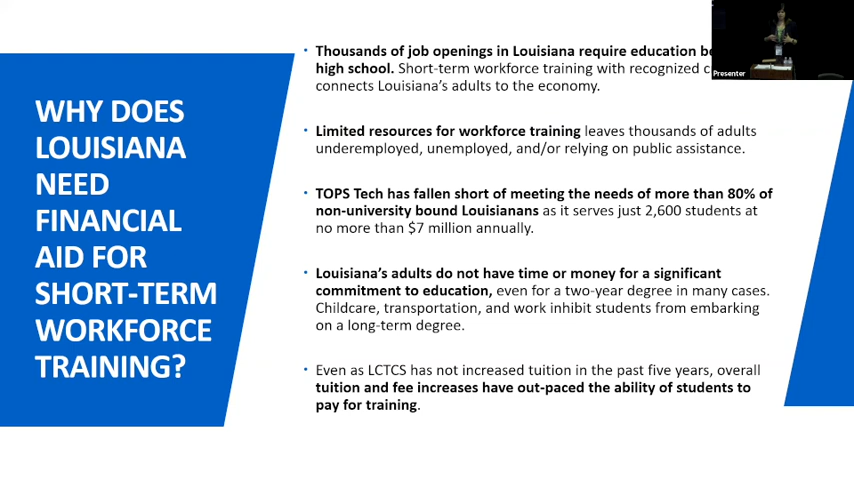 WHY DOES
LOUISIANA
NEED
FINANCIAL
AID FOR
SHORT-TERM
WORKFORCE
TRAINING?
• Thousands of job openings in Louisiana require education
high school. Short-term workforce training with recognized
connects Louisiana's adults to the economy.
• Limited resources for workforce training leaves thousands of adults
underemployed, unemployed, and/or relying on public assistance.
• TOPS Tech has fallen short of meeting the needs of more than 80% of
non-university bound Louisianans as it serves just 2,600 students at
no more than $7 million annually.
• Louisiana's adults do not have time or money for a significant
commitment to education, even for a two-year degree in many cases.
Childcare, transportation, and work inhibit students from embarking
on a long-term degree.
• Even as LCTCS has not increased tuition in the past five years, overall
tuition and fee increases have out-paced the ability of students to
pay for training.
Presenter